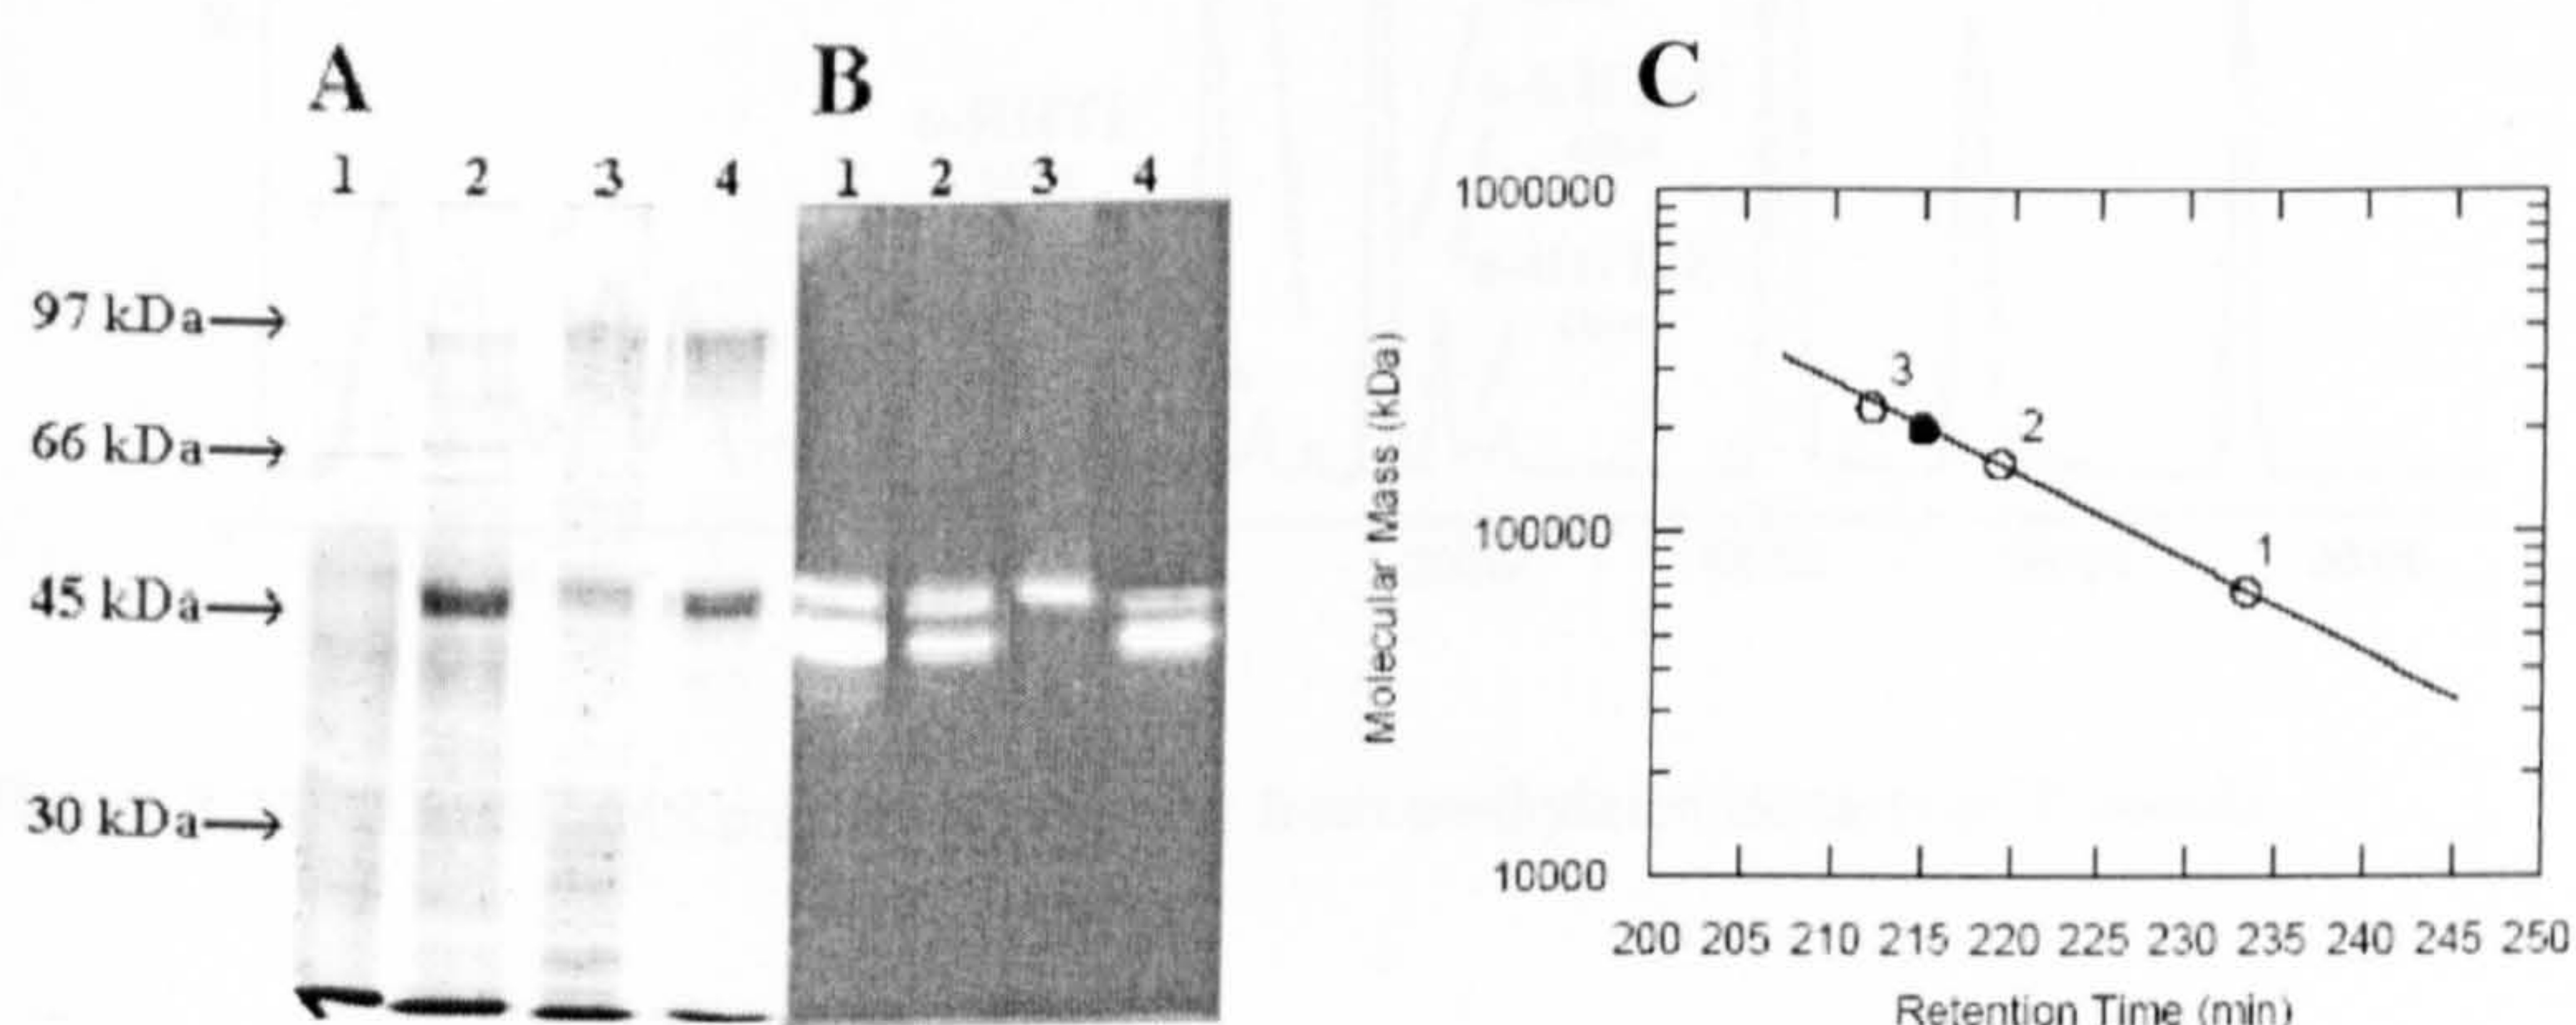 A
B
C
1 2 3 4
1 2 3 4
97 kDa→
66 kDa→
45 kDa→
30 kDa→
Molecular Mass (kDa)
1000000
100000
10000
3
2
1
200 205 210 215 220 225 230 235 240 245 250
Retention Time (min)